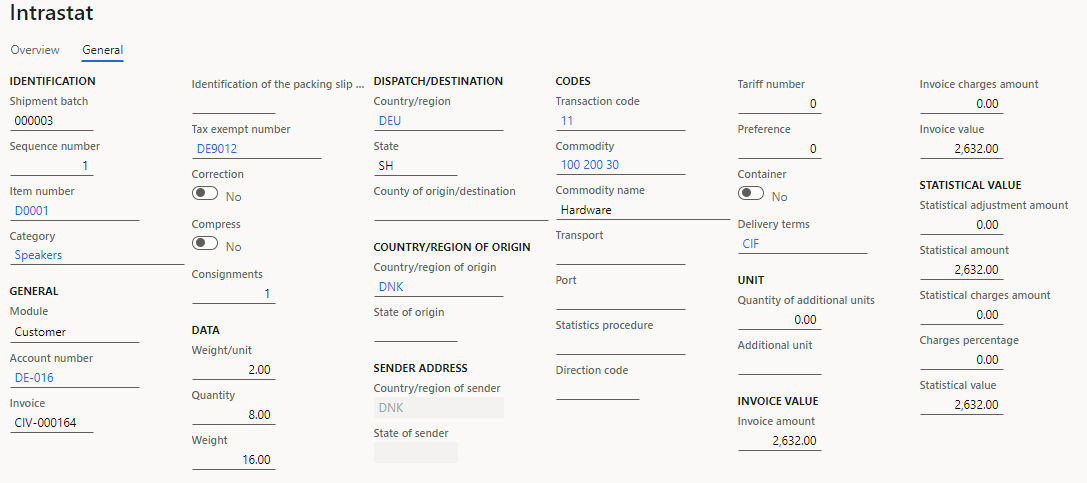 Intrastat
Overview
General
IDENTIFICATION
Shipment batch
000003
Sequence number
1
Item number
D0001
Category
Speakers
GENERAL
Module
Customer
Account number
DE-016
Invoice
CIV-000164
Identification of the packing slip ...
Tax exempt number
DE9012
Correction
No
Compress
No
Consignments
1
DATA
Weight/unit
2.00
Quantity
8.00
Weight
16.00
DISPATCH/DESTINATION
Country/region
DEU
State
SH
County of origin/destination
COUNTRY/REGION OF ORIGIN
Country/region of origin
DNK
State of origin
SENDER ADDRESS
Country/region of sender
DNK
State of sender
CODES
Transaction code
11
Commodity
100 200 30
Commodity name
Hardware
Transport
Port
Statistics procedure
Direction code
Tariff number
0
Preference
0
Container
No
Delivery terms
CIF
UNIT
Quantity of additional units
0.00
Additional unit
INVOICE VALUE
Invoice amount
2,632.00
Invoice charges amount
0.00
Invoice value
2,632.00
STATISTICAL VALUE
Statistical adjustment amount
0.00
Statistical amount
2,632.00
Statistical charges amount
0.00
Charges percentage
0.00
Statistical value
2,632.00